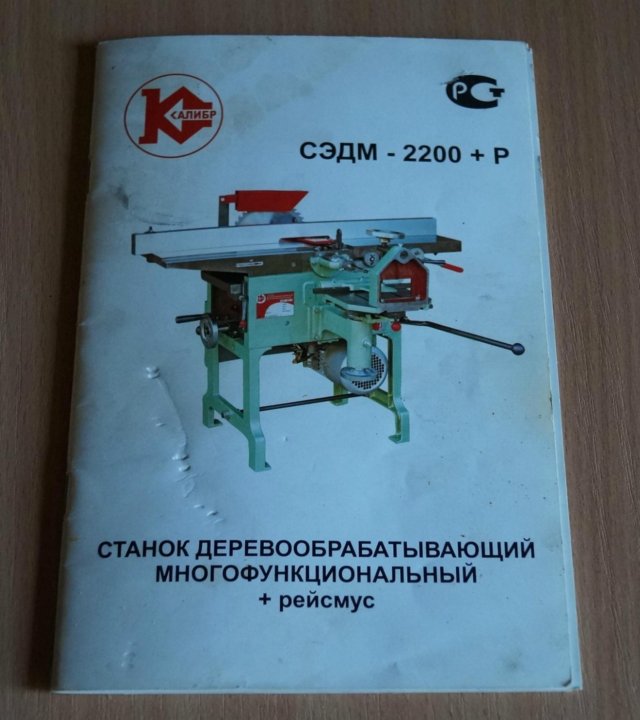 КАЛИБР
РСТ
СЭДМ - 2200 + Р
СТАНОК ДЕРЕВООБРАБАТЫВАЮЩИЙ
МНОГОФУНКЦИОНАЛЬНЫЙ
+ рейсмус